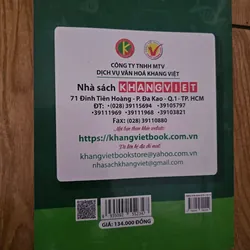 CÔNG TY TNHH MTV
DỊCH VỤ VĂN HOÁ KHANG VIỆT
Nhà sách KHANGVIET
71 Đinh Tiên Hoàng - P. Đa Kao - Q.1 - TP. HCM
ĐT: (028) 39115694 - 39105797
- 39111969 - 39111968 - 39103821
Fax: (028) 39110880
https://khangvietbook.com.vn
khangvietbookstore@yahoo.com.vn
nhasachkhangviet@gmail.com
GIÁ: 134.000 ĐỒNG